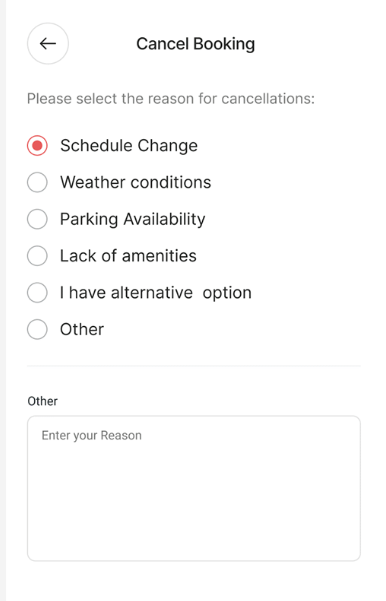 Cancel Booking
Please select the reason for cancellations:
Schedule Change
Weather conditions
Parking Availability
Lack of amenities
I have alternative  option
Other
Other
Enter your Reason